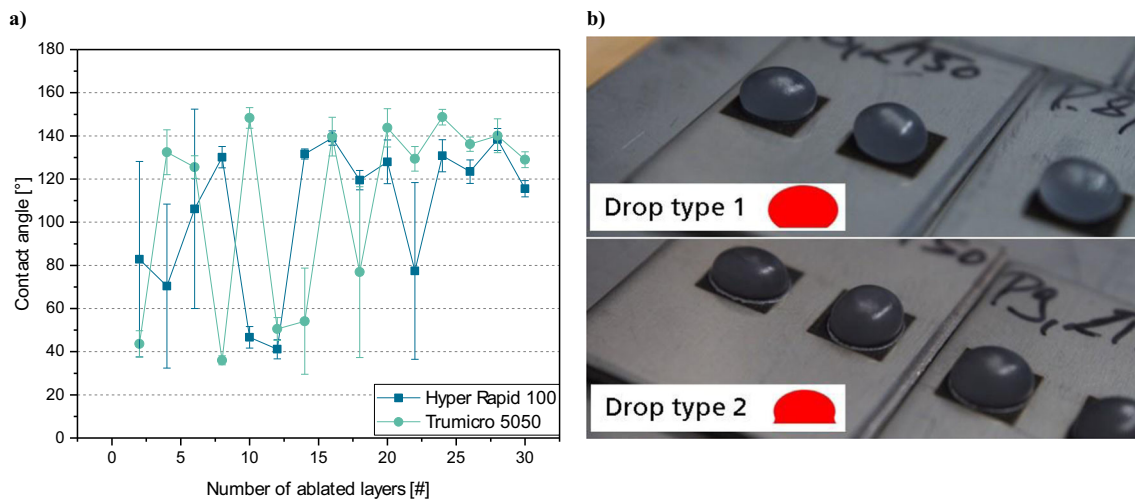 a)
b)
180
160
140
120
100
80
60
40
20
0
Contact angle [°]
0
5
10
15
20
25
30
Number of ablated layers [#]
Hyper Rapid 100
Trumicro 5050
Drop type 1
Drop type 2